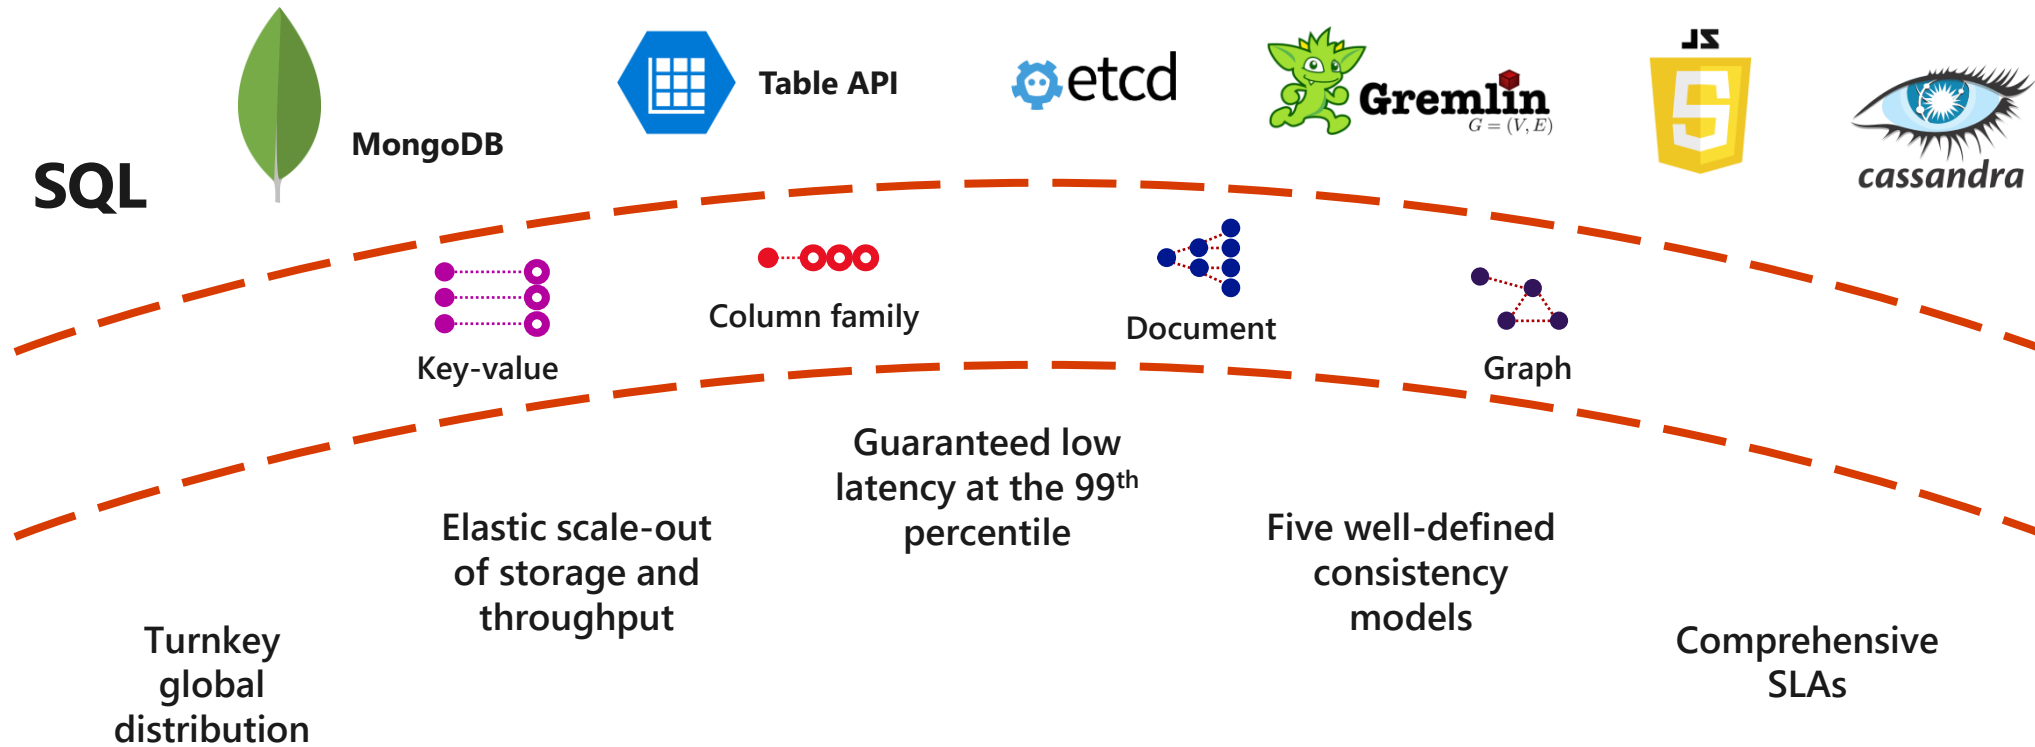 SQL
MongoDB
Table API
etcd
Gremlin
G = (V, E)
JS
5
cassandra
Key-value
Column family
Document
Graph
Turnkey
global
distribution
Elastic scale-out
of storage and
throughput
Guaranteed low
latency at the 99th
percentile
Five well-defined
consistency
models
Comprehensive
SLAs